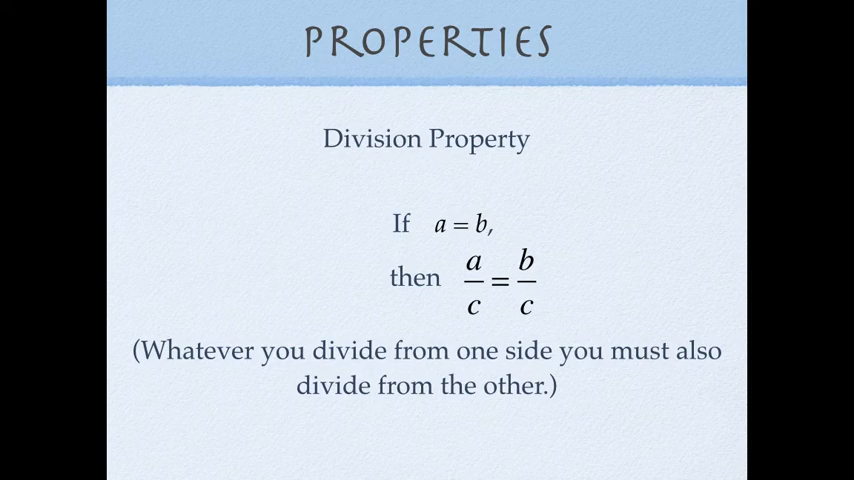 PROPERTIES
Division Property
If a = b,
then a/c = b/c
(Whatever you divide from one side you must also
divide from the other.)